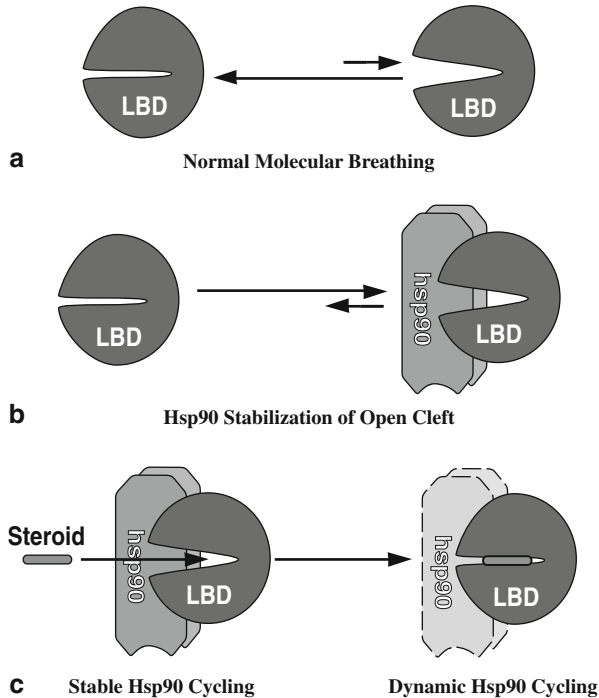 LBD
LBD
a
Normal Molecular Breathing
LBD
hsp90
LBD
b
Hsp90 Stabilization of Open Cleft
Steroid
hsp90
LBD
hsp90
LBD
c
Stable Hsp90 Cycling
Dynamic Hsp90 Cycling